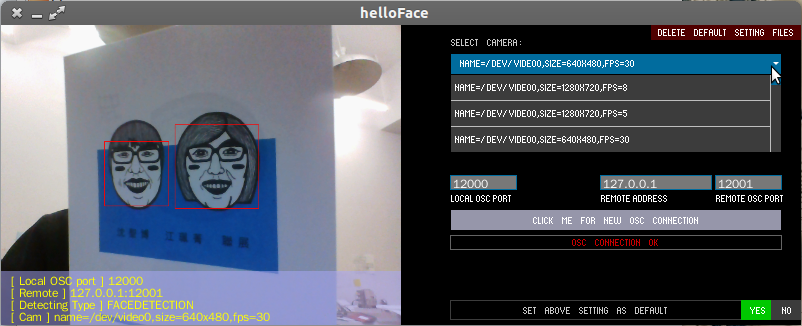 helloFace
DELETE DEFAULT SETTING FILES
SELECT CAMERA:
NAME=/DEV/VIDEO0,SIZE=640X480,FPS=30
NAME=/DEV/VIDEO0,SIZE=1280X720,FPS=8
NAME=/DEV/VIDEO0,SIZE=1280X720,FPS=5
NAME=/DEV/VIDEO0,SIZE=640X480,FPS=30
12000
127.0.0.1
12001
LOCAL OSC PORT
REMOTE ADDRESS
REMOTE OSC PORT
CLICK ME FOR NEW OSC CONNECTION
OSC CONNECTION OK
[ Local OSC port ] 12000
[ Remote ] 127.0.0.1:12001
[ Detecting Type ] FACEDETECTION
[ Cam ] name=/dev/video0,size=640x480,fps=30
SET ABOVE SETTING AS DEFAULT
YES
NO